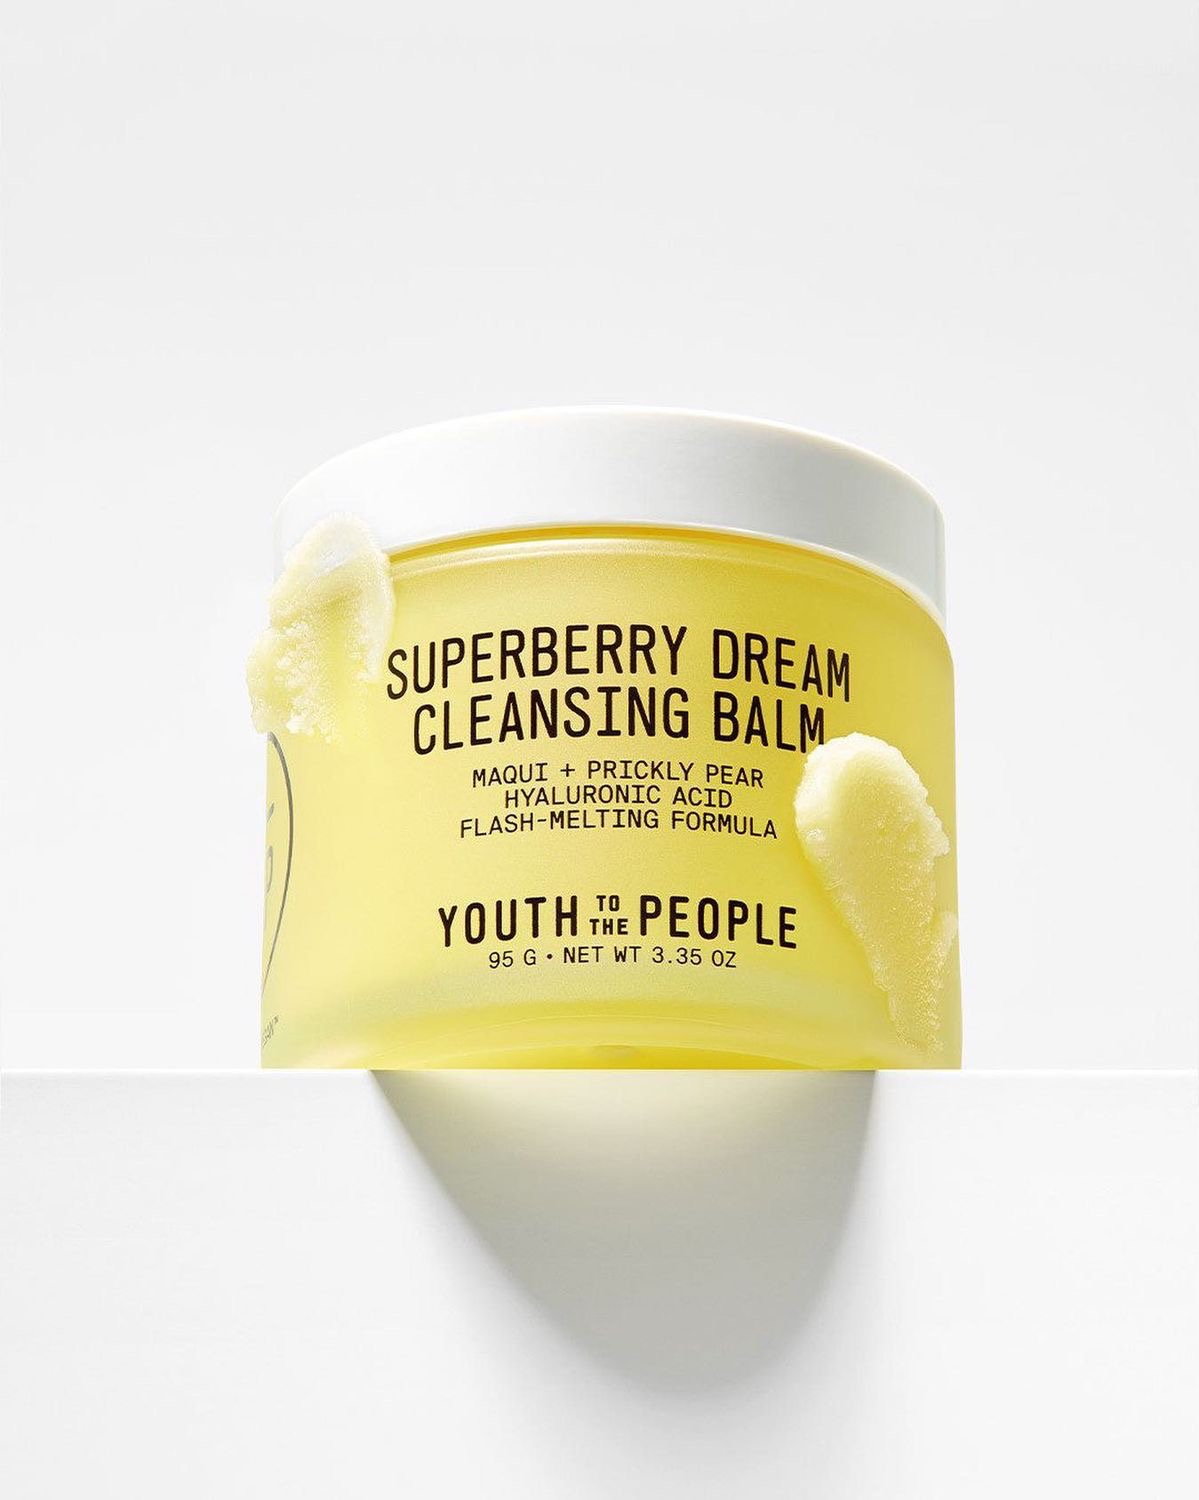 SUPERBERRY DREAM
CLEANSING BALM
MAQUI + PRICKLY PEAR
HYALURONIC ACID
FLASH-MELTING FORMULA
YOUTH TO THE PEOPLE
95 G • NET WT 3.35 OZ